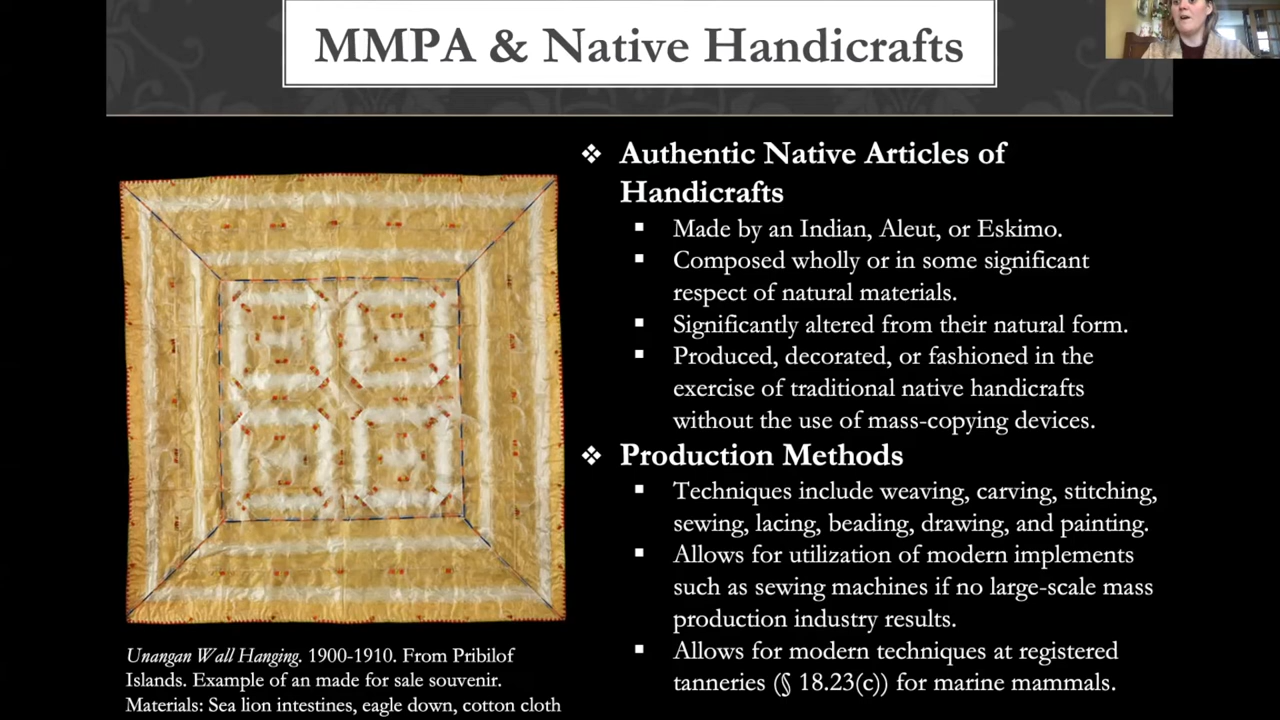 MMPA & Native Handicrafts
❖ Authentic Native Articles of
Handicrafts
▪ Made by an Indian, Aleut, or Eskimo.
▪ Composed wholly or in some significant
respect of natural materials.
▪ Significantly altered from their natural form.
▪ Produced, decorated, or fashioned in the
exercise of traditional native handicrafts
without the use of mass-copying devices.
❖ Production Methods
▪ Techniques include weaving, carving, stitching,
sewing, lacing, beading, drawing, and painting.
▪ Allows for utilization of modern implements
such as sewing machines if no large-scale mass
production industry results.
▪ Allows for modern techniques at registered
tanneries (§ 18.23(c)) for marine mammals.
Unangan Wall Hanging. 1900-1910. From Pribilof
Islands. Example of an made for sale souvenir.
Materials: Sea lion intestines, eagle down, cotton cloth